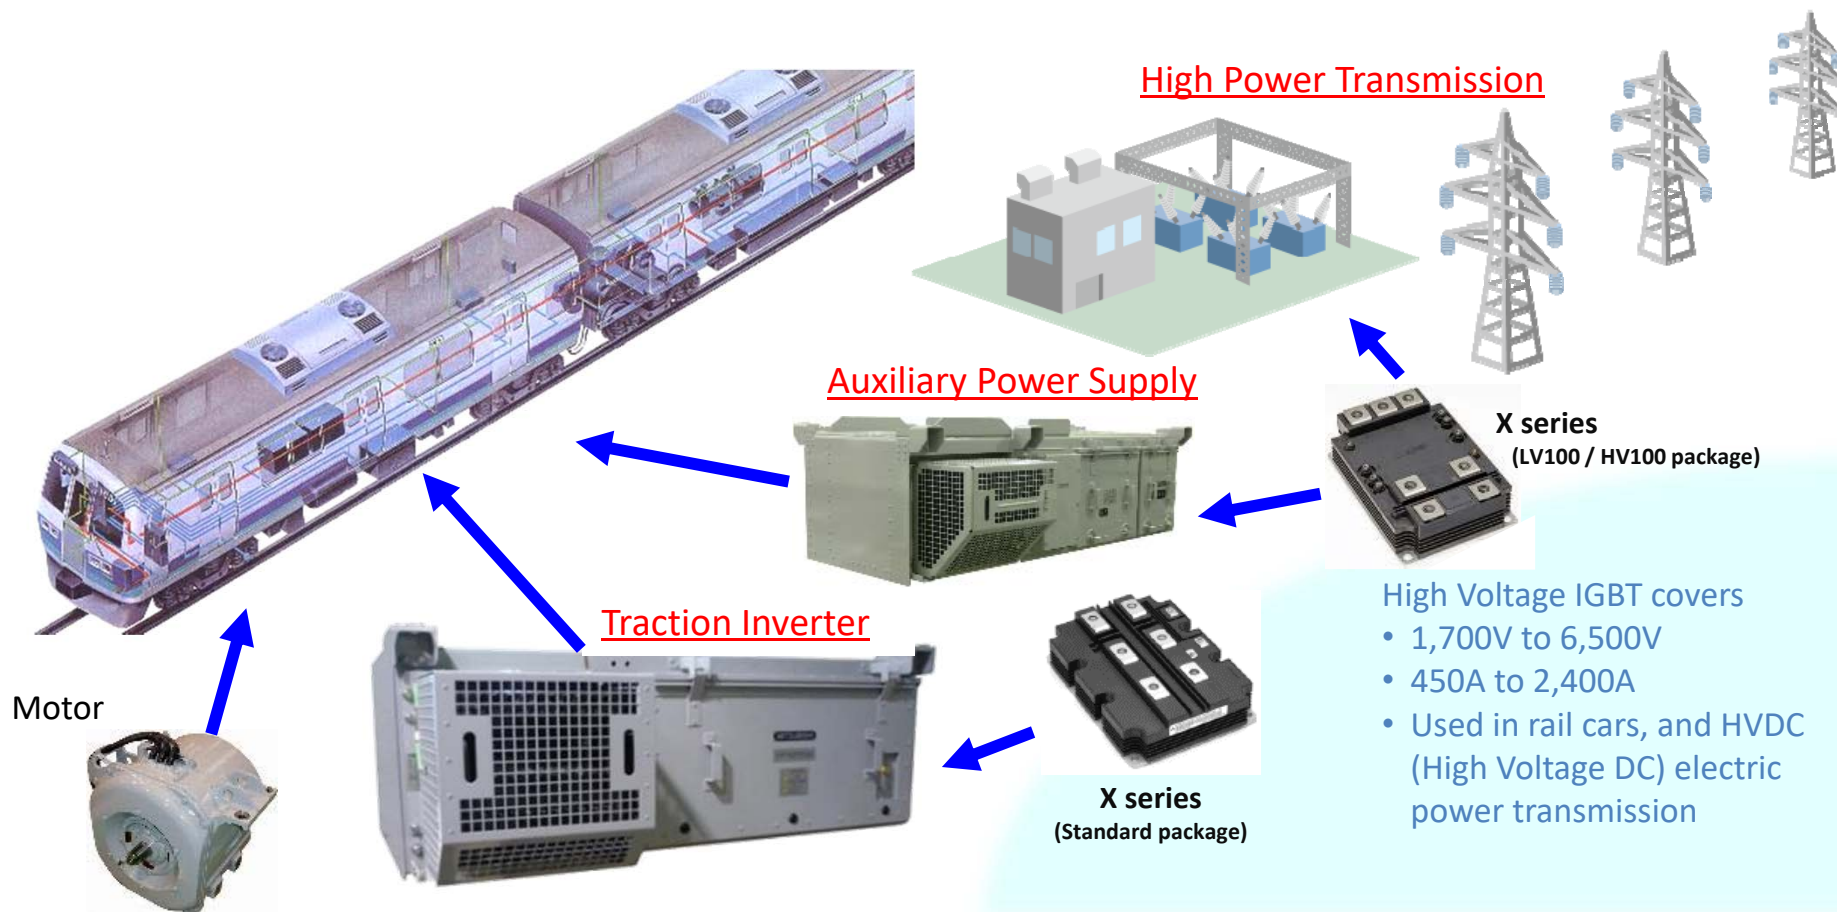 High Power Transmission
Auxiliary Power Supply
X series
(LV100 / HV100 package)
Traction Inverter
High Voltage IGBT covers
• 1,700V to 6,500V
• 450A to 2,400A
• Used in rail cars, and HVDC
(High Voltage DC) electric
power transmission
Motor
X series
(Standard package)